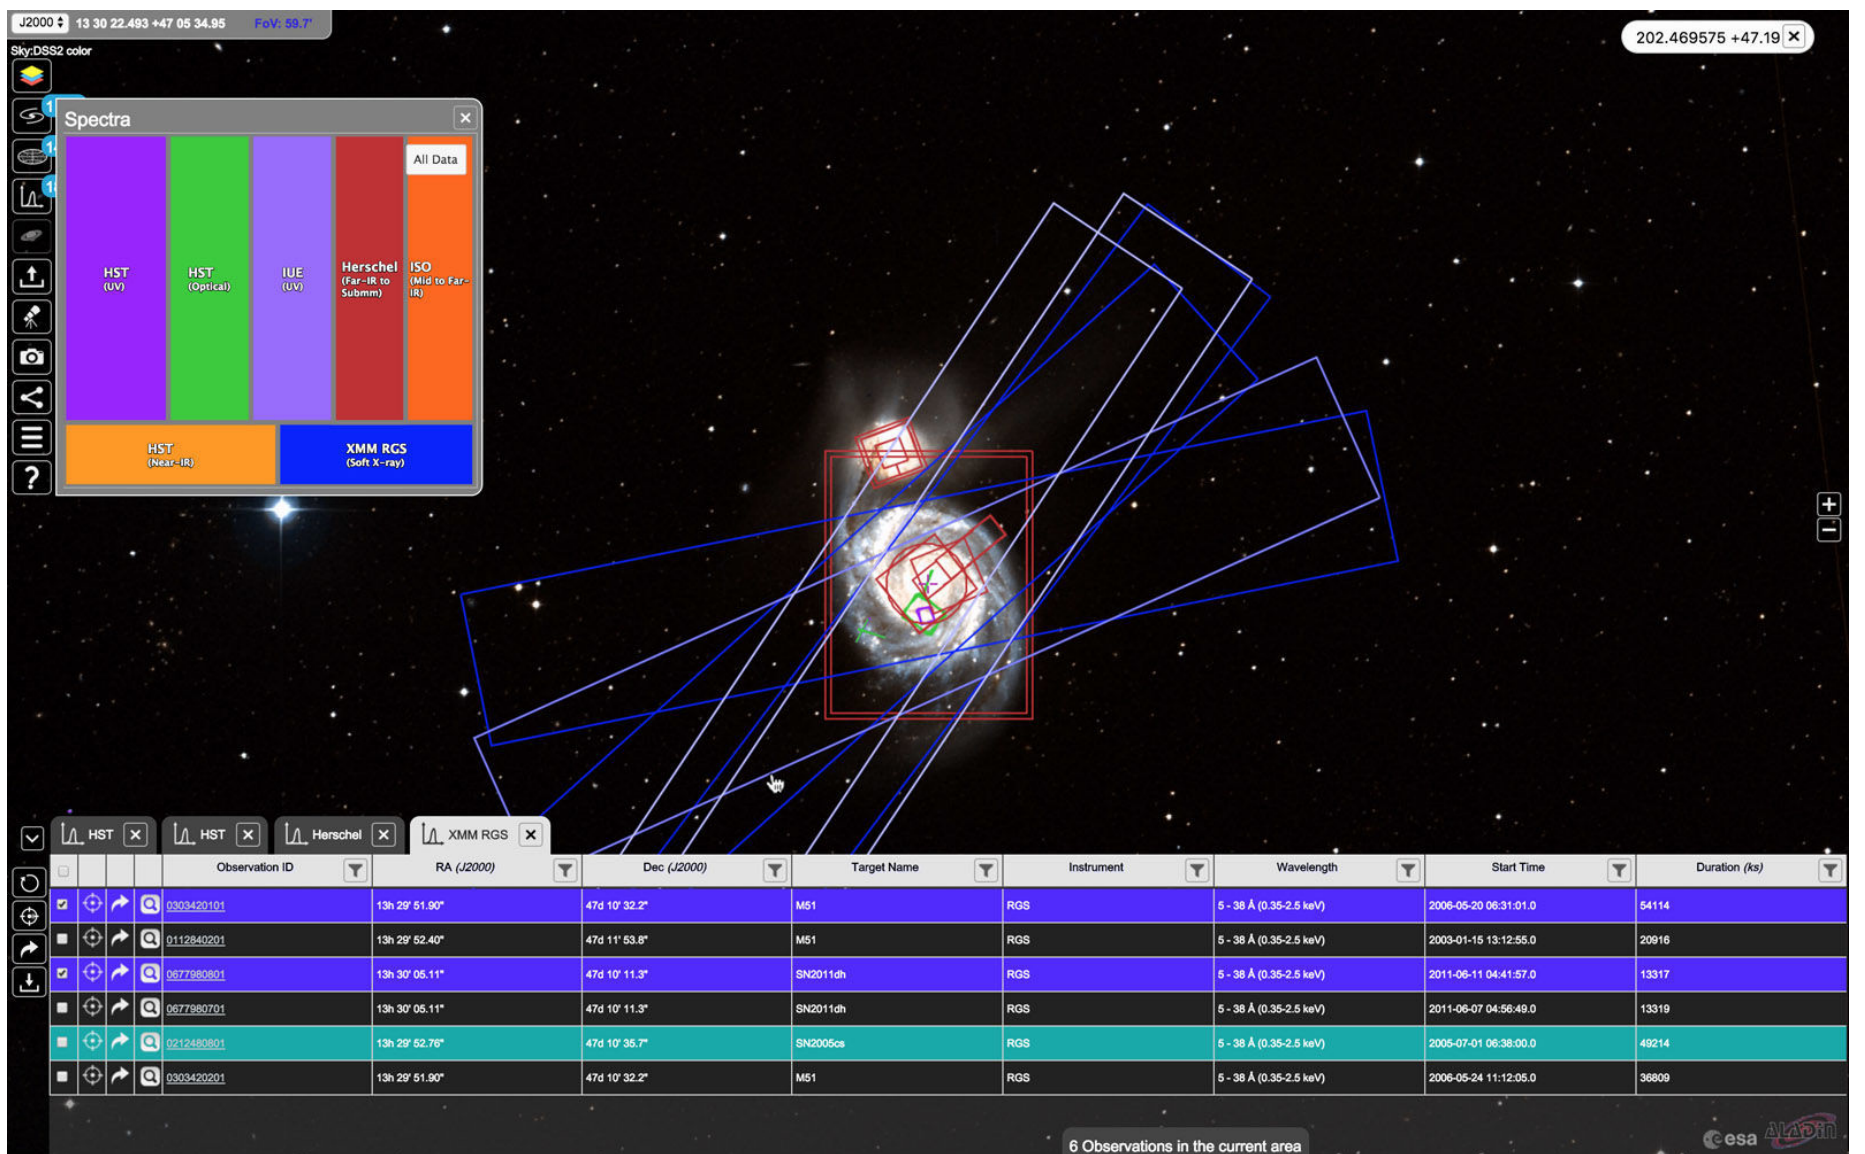 J2000 13 30 22.493 +47 05 34.95 FoV: 59.7'
Sky:DSS2 color
202.469575 +47.19
Spectra
All Data
HST
(UV)
HST
(Optical)
IUE
(UV)
Herschel
(Far-IR to
Submm)
ISO
(Mid to Far-
IR)
HST
(Near-IR)
XMM RGS
(Soft X-ray)
HST HST Herschel XMM RGS
Observation ID RA (J2000) Dec (J2000) Target Name Instrument Wavelength Start Time Duration (ks)
0303420101 13h 29' 51.90" 47d 10' 32.2" M51 RGS 5 - 38 Å (0.35-2.5 keV) 2006-05-20 06:31:01.0 54114
0112840201 13h 29' 52.40" 47d 11' 53.8" M51 RGS 5 - 38 Å (0.35-2.5 keV) 2003-01-15 13:12:55.0 20916
0677980801 13h 30' 05.11" 47d 10' 11.3" SN2011dh RGS 5 - 38 Å (0.35-2.5 keV) 2011-06-11 04:41:57.0 13317
0677980701 13h 30' 05.11" 47d 10' 11.3" SN2011dh RGS 5 - 38 Å (0.35-2.5 keV) 2011-06-07 04:56:49.0 13319
0212480801 13h 29' 52.76" 47d 10' 35.7" SN2005cs RGS 5 - 38 Å (0.35-2.5 keV) 2005-07-01 06:38:00.0 49214
0303420201 13h 29' 51.90" 47d 10' 32.2" M51 RGS 5 - 38 Å (0.35-2.5 keV) 2006-05-24 11:12:05.0 36809
6 Observations in the current area
esa ALADIN